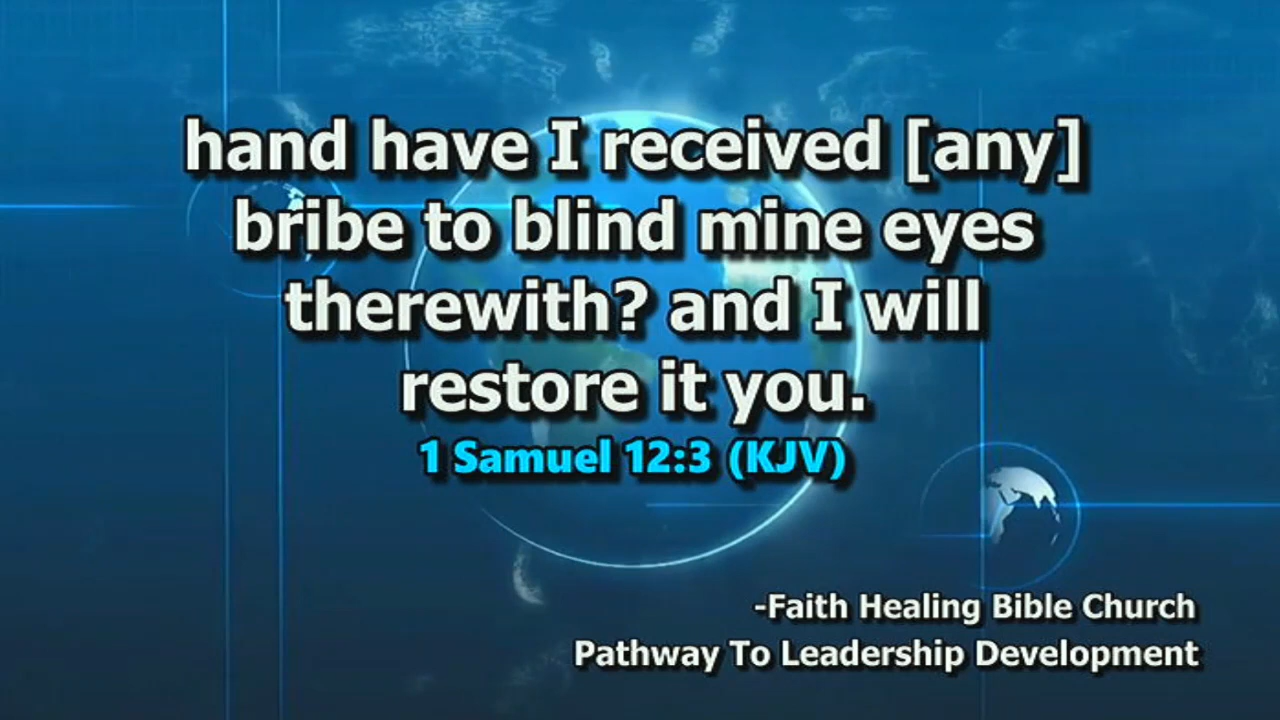 hand have I received [any]
bribe to blind mine eyes
therewith? and I will
restore it you.
1 Samuel 12:3 (KJV)
-Faith Healing Bible Church
Pathway To Leadership Development